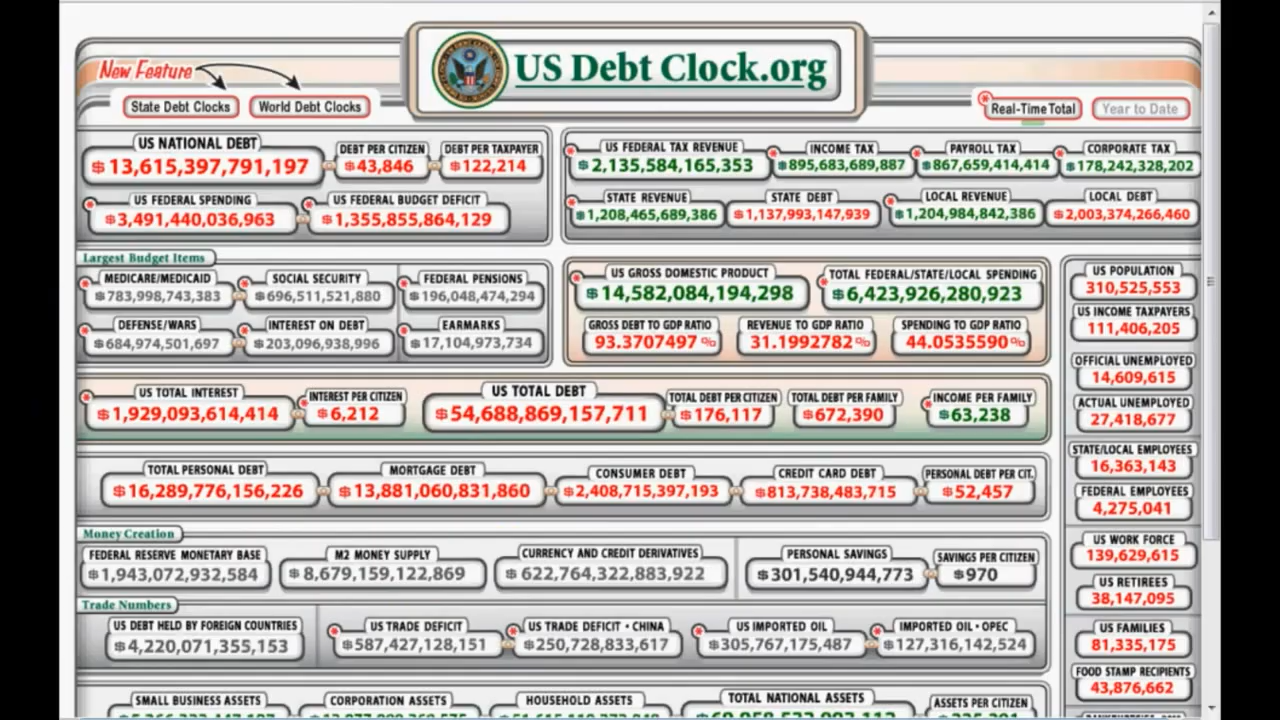 US Debt Clock.org
New Feature
State Debt Clocks World Debt Clocks
Real-Time Total Year to Date
US NATIONAL DEBT
$13,615,397,791,197
DEBT PER CITIZEN
$43,846
DEBT PER TAXPAYER
$122,214
US FEDERAL SPENDING
$3,491,440,036,963
US FEDERAL BUDGET DEFICIT
$1,355,855,864,129
US FEDERAL TAX REVENUE
$2,135,584,165,353
INCOME TAX
$895,683,689,887
PAYROLL TAX
$867,659,414,414
CORPORATE TAX
$178,242,328,202
STATE REVENUE
$1,208,465,689,386
STATE DEBT
$1,137,993,147,939
LOCAL REVENUE
$1,204,984,842,386
LOCAL DEBT
$2,003,374,266,460
Largest Budget Items
MEDICARE/MEDICAID
$783,998,743,383
SOCIAL SECURITY
$696,511,521,880
FEDERAL PENSIONS
$196,048,474,294
DEFENSE/WARS
$684,974,501,697
INTEREST ON DEBT
$203,096,938,996
EARMARKS
$17,104,973,734
US GROSS DOMESTIC PRODUCT
$14,582,084,194,298
TOTAL FEDERAL/STATE/LOCAL SPENDING
$6,423,926,280,923
GROSS DEBT TO GDP RATIO
93.3707497 %
REVENUE TO GDP RATIO
31.1992782 %
SPENDING TO GDP RATIO
44.0535590 %
US TOTAL INTEREST
$1,929,093,614,414
INTEREST PER CITIZEN
$6,212
US TOTAL DEBT
$54,688,869,157,711
TOTAL DEBT PER CITIZEN
$176,117
TOTAL DEBT PER FAMILY
$672,390
INCOME PER FAMILY
$63,238
TOTAL PERSONAL DEBT
$16,289,776,156,226
MORTGAGE DEBT
$13,881,060,831,860
CONSUMER DEBT
$2,408,715,397,193
CREDIT CARD DEBT
$813,738,483,715
PERSONAL DEBT PER CIT.
$52,457
Money Creation
FEDERAL RESERVE MONETARY BASE
$1,943,072,932,584
M2 MONEY SUPPLY
$8,679,159,122,869
CURRENCY AND CREDIT DERIVATIVES
$622,764,322,883,922
PERSONAL SAVINGS
$301,540,944,773
SAVINGS PER CITIZEN
$970
Trade Numbers
US DEBT HELD BY FOREIGN COUNTRIES
$4,220,071,355,153
US TRADE DEFICIT
$587,427,128,151
US TRADE DEFICIT • CHINA
$250,728,833,617
US IMPORTED OIL
$305,767,175,487
IMPORTED OIL • OPEC
$127,316,142,524
SMALL BUSINESS ASSETS
CORPORATION ASSETS
HOUSEHOLD ASSETS
TOTAL NATIONAL ASSETS
ASSETS PER CITIZEN
US POPULATION
310,525,553
US INCOME TAXPAYERS
111,406,205
OFFICIAL UNEMPLOYED
14,609,615
ACTUAL UNEMPLOYED
27,418,677
STATE/LOCAL EMPLOYEES
16,363,143
FEDERAL EMPLOYEES
4,275,041
US WORK FORCE
139,629,615
US RETIREES
38,147,095
US FAMILIES
81,335,175
FOOD STAMP RECIPIENTS
43,876,662